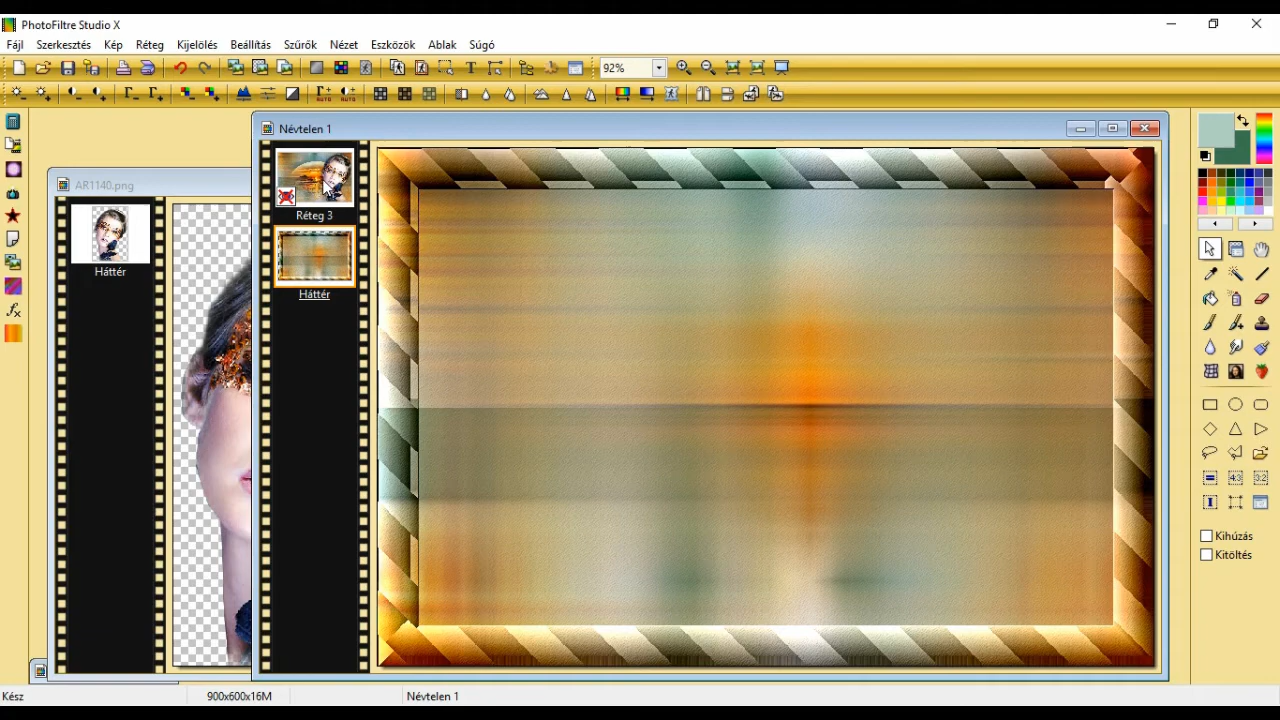 PhotoFiltre Studio X
Fájl Szerkesztés Kép Réteg Kijelölés Beállítás Szűrők Nézet Eszközök Ablak Súgó
92%
Névtelen 1
AR1140.png
Réteg 3
Háttér
Háttér
Kihúzás
Kitöltés
Kész 900x600x16M Névtelen 1